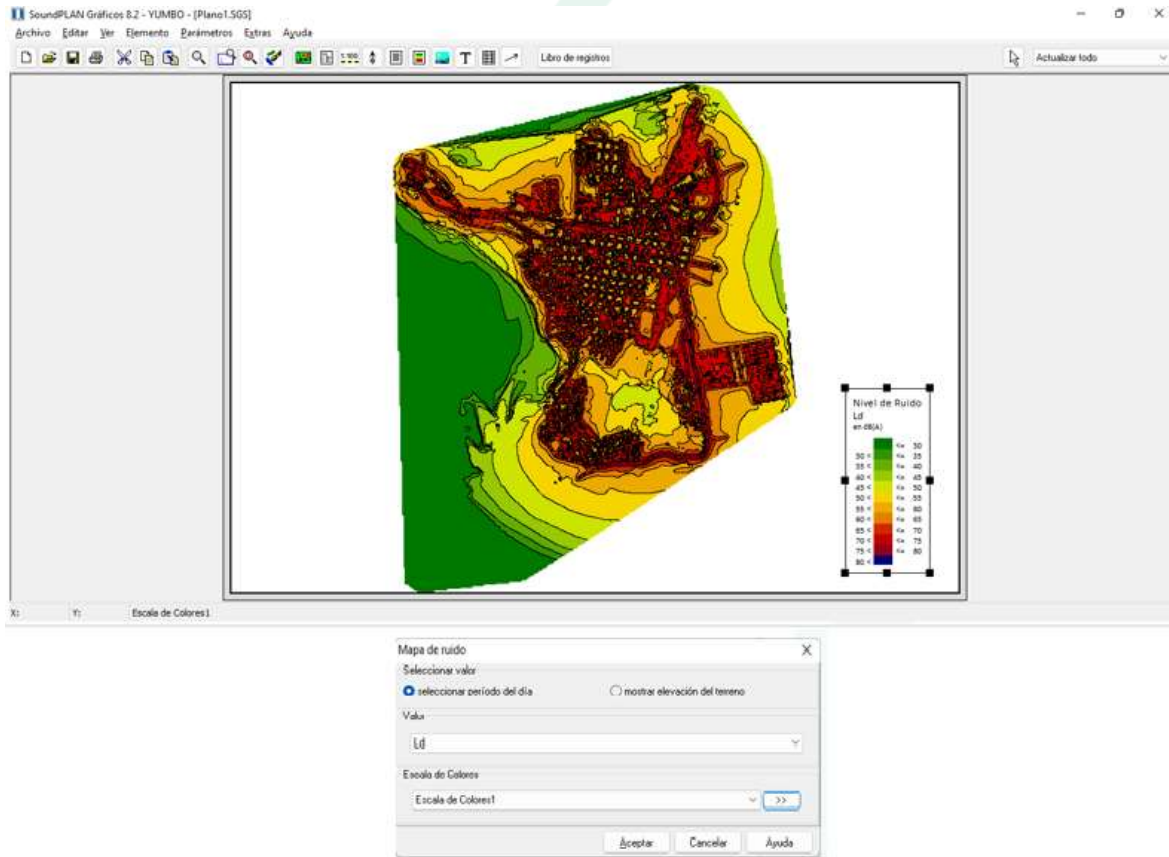 SoundPLAN Gráficos 8.2 - YUMBO - [Plano1.SGS]
Archivo Editar Ver Elemento Parámetros Extras Ayuda
Libro de registros
Actualizar todo
Nivel de Ruido
Ld
en dB(A)
<= 30
30 < <= 35
35 < <= 40
40 < <= 45
45 < <= 50
50 < <= 55
55 < <= 60
60 < <= 65
65 < <= 70
70 < <= 75
75 < <= 80
80 <
X: Y: Escala de Colores1
Mapa de ruido
Seleccionar valor
seleccionar período del día mostrar elevación del terreno
Valor
Ld
Escala de Colores
Escala de Colores1 >>
Aceptar Cancelar Ayuda